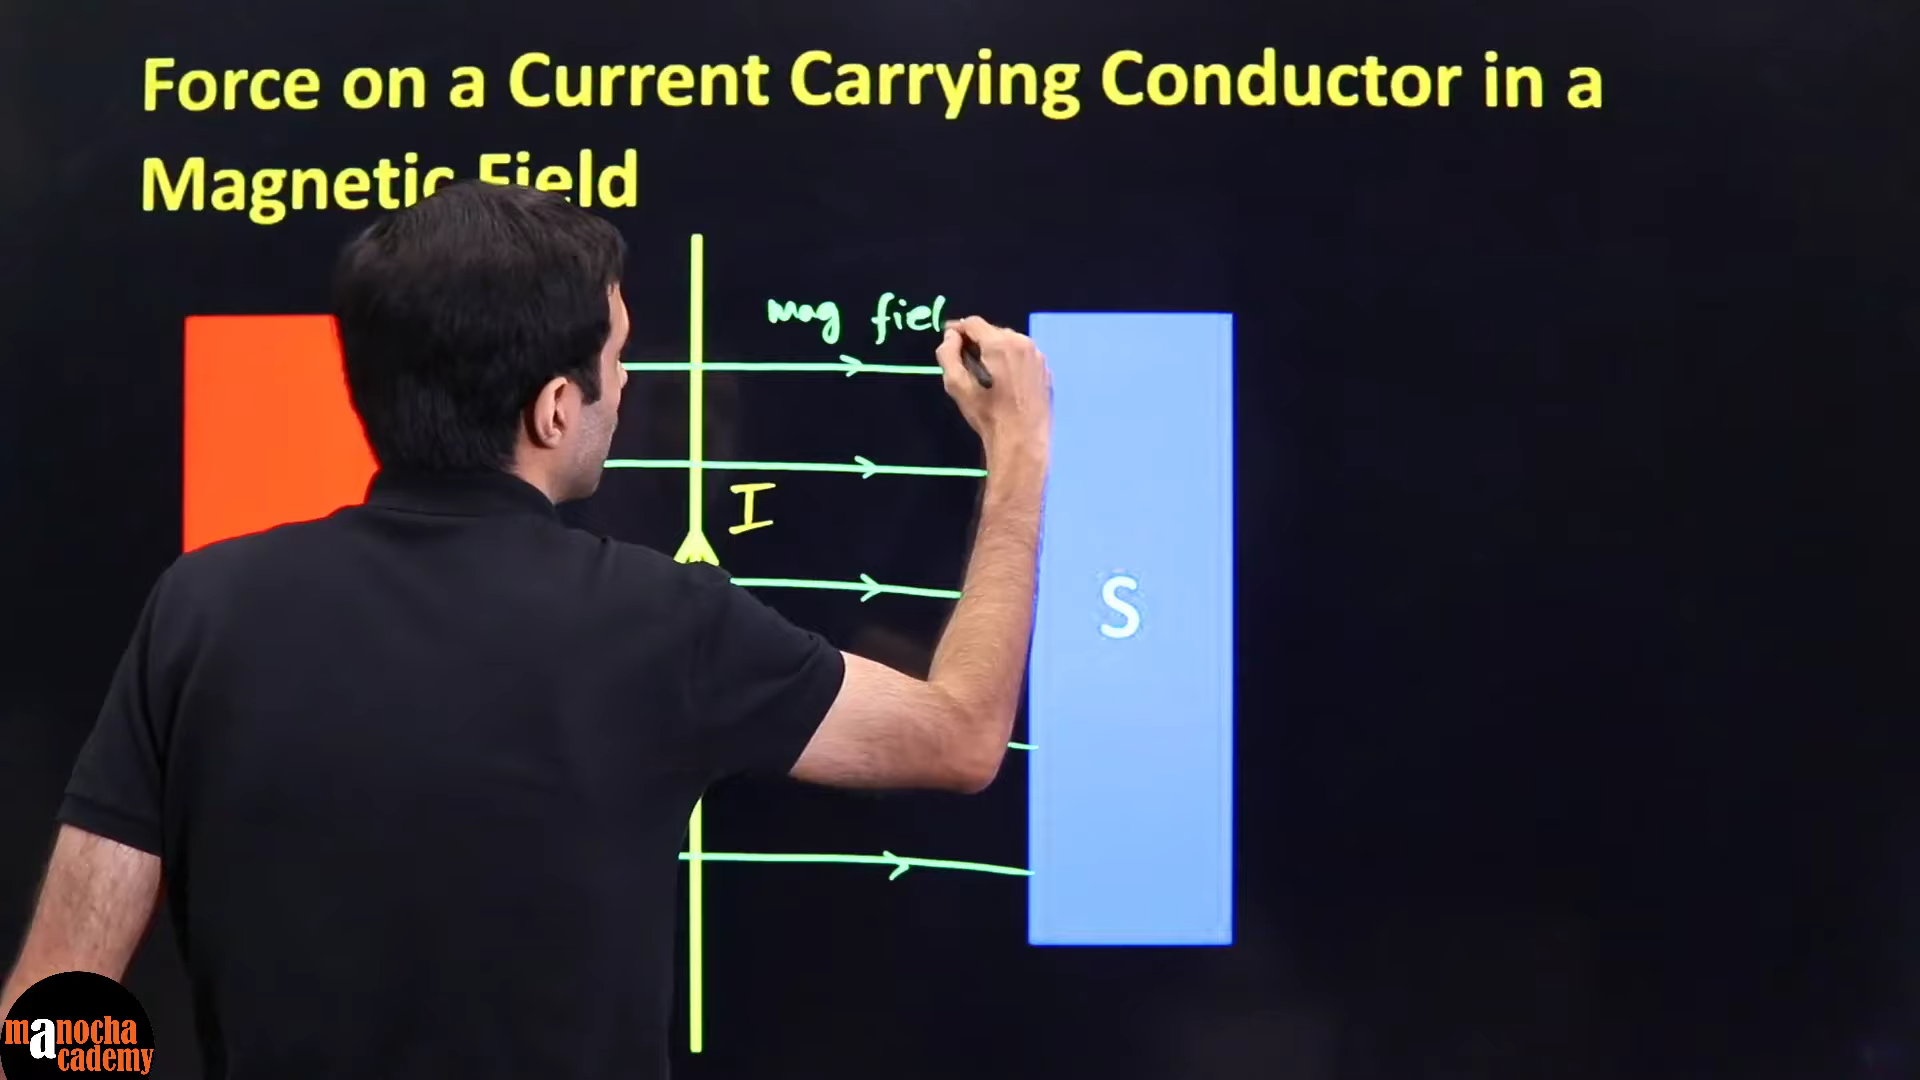 Force on a Current Carrying Conductor in a
Magnetic Field
mag fiel
I
S
manocha
academy